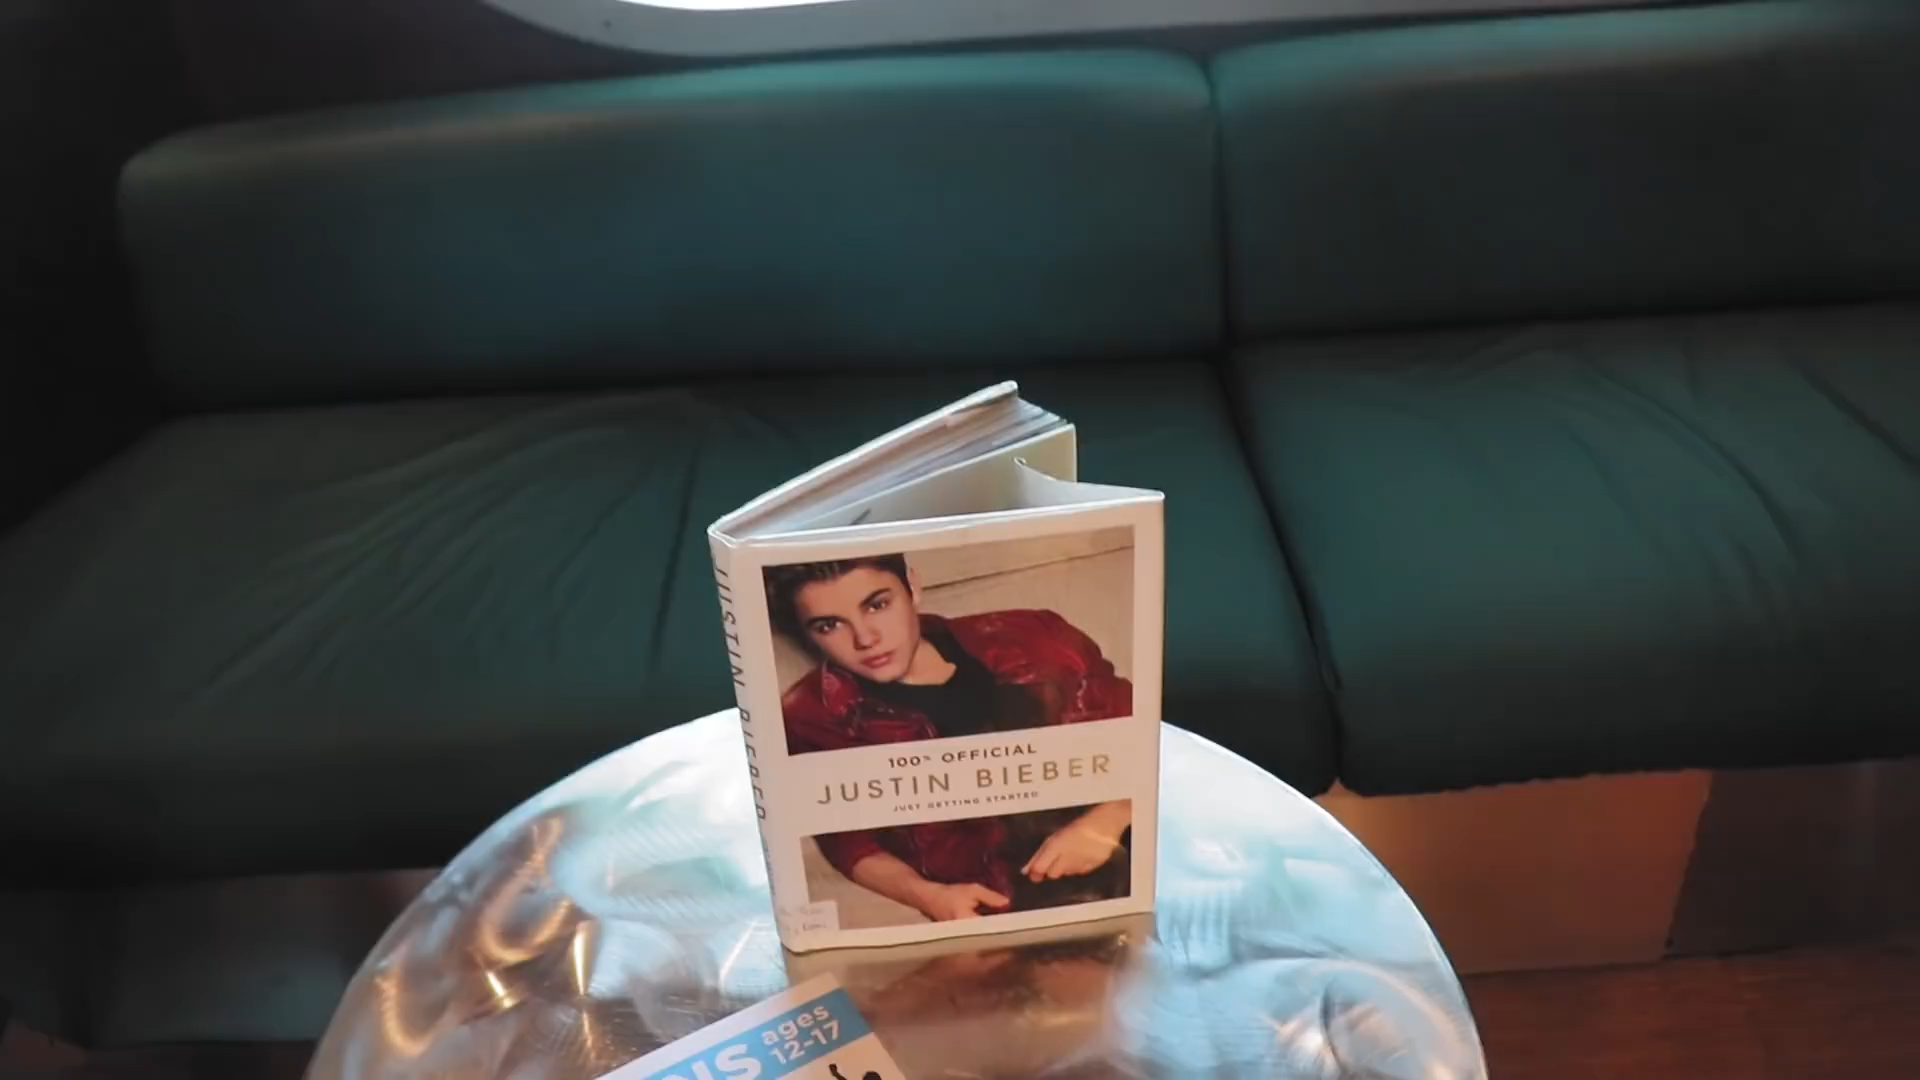 JUSTIN BIEBER
100% OFFICIAL
JUSTIN BIEBER
JUST GETTING STARTED
ages
12-17